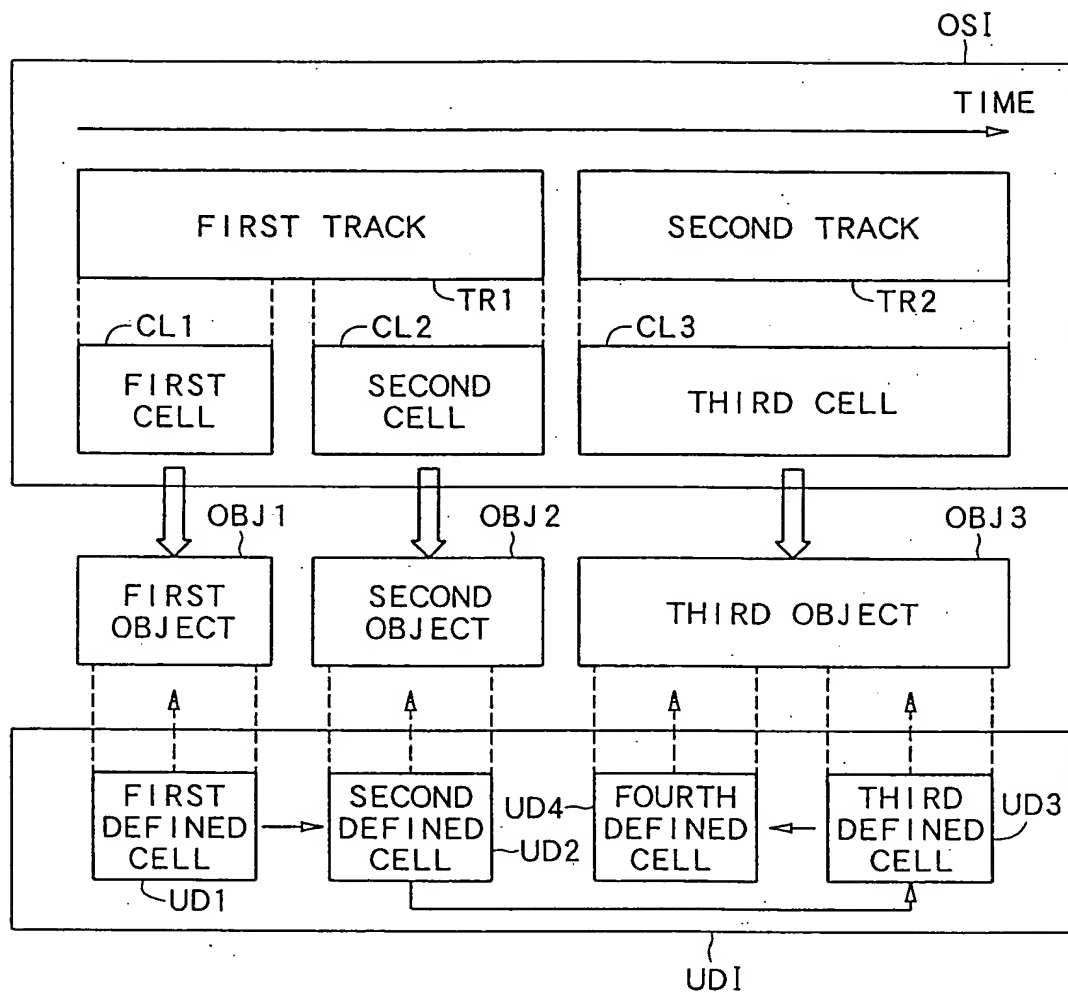 OSI
TIME
FIRST TRACK
SECOND TRACK
TR1
TR2
CL1
CL2
CL3
FIRST
CELL
SECOND
CELL
THIRD CELL
OBJ1
OBJ2
OBJ3
FIRST
OBJECT
SECOND
OBJECT
THIRD OBJECT
FIRST
DEFINED
CELL
SECOND
DEFINED
CELL
UD4
FOURTH
DEFINED
CELL
THIRD
DEFINED
CELL
UD3
UD2
UD1
UDI